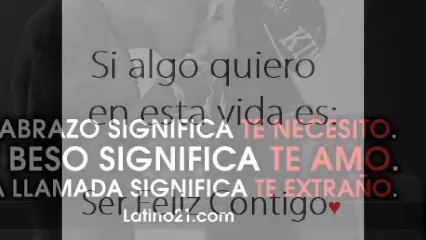 Si algo quiero
en esta vida es:
ABRAZO SIGNIFICA TE NECESITO.
BESO SIGNIFICA TE AMO.
A LLAMADA SIGNIFICA TE EXTRAÑO.
Ser Feliz Contigo♥
Latino21.com